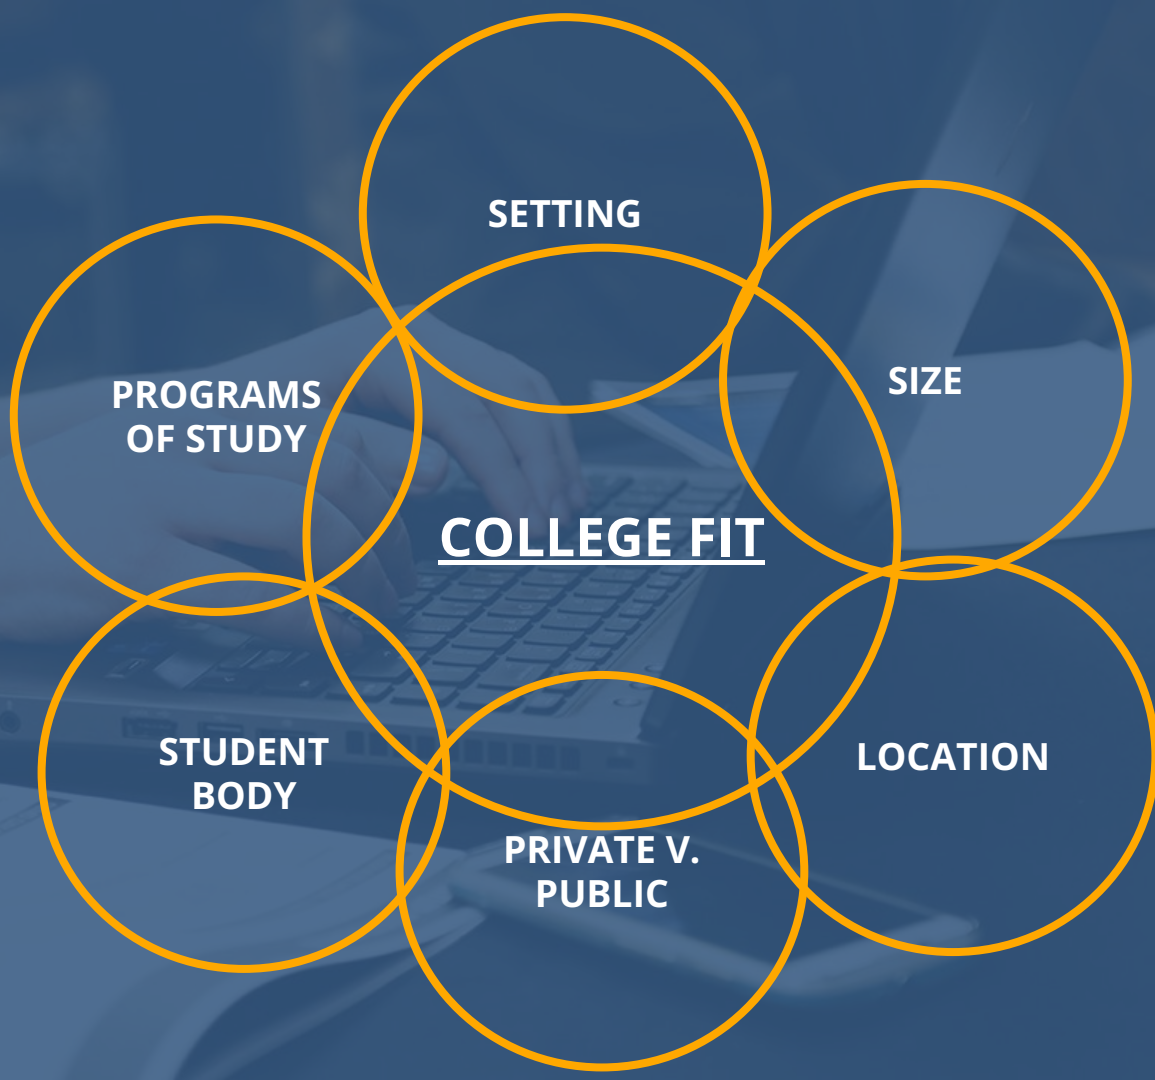 SETTING
SIZE
PROGRAMS
OF STUDY
COLLEGE FIT
STUDENT
BODY
LOCATION
PRIVATE V.
PUBLIC